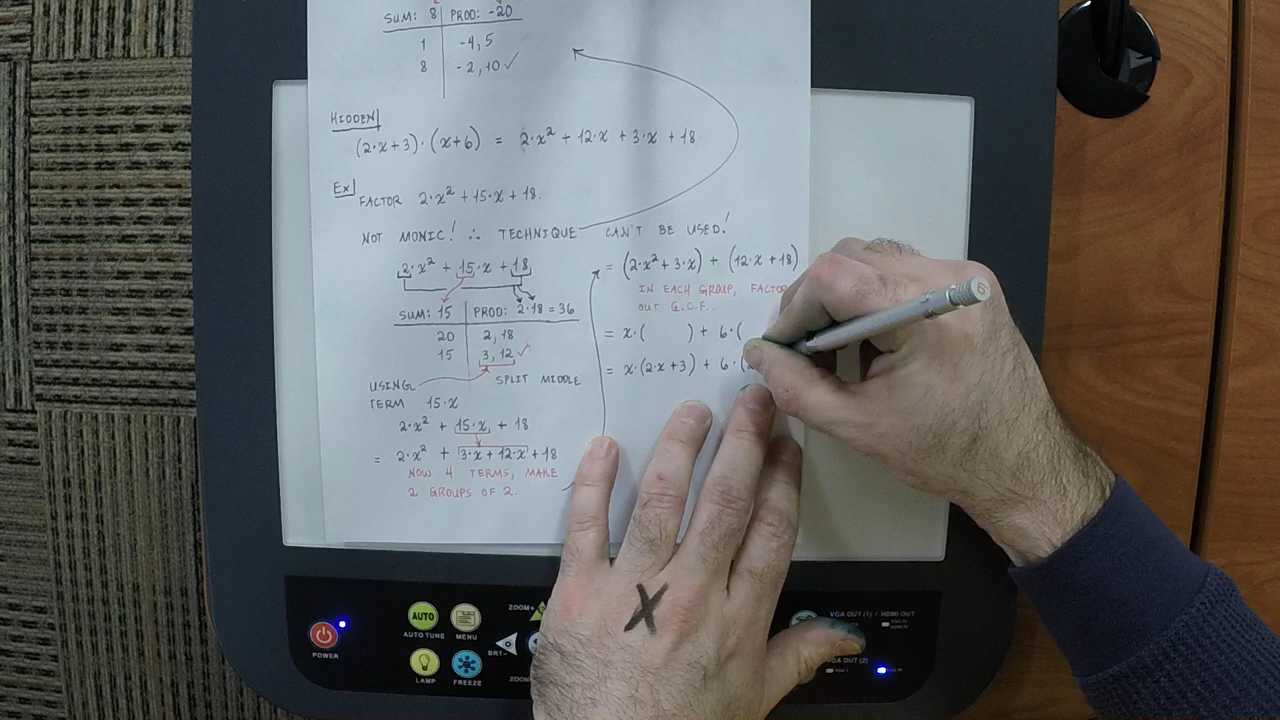 SUM: 8 PROD: -20
1 -4, 5
8 -2, 10 ✓
HIDDEN
(2·x+3)·(x+6) = 2·x² + 12·x + 3·x + 18
Ex FACTOR 2·x² + 15·x + 18.
NOT MONIC! ∴ TECHNIQUE CAN'T BE USED!
2·x² + 15·x + 18
SUM: 15 PROD: 2·18 = 36
20 2, 18
15 3, 12 ✓
USING SPLIT MIDDLE
TERM 15·x
2·x² + 15·x + 18
= 2·x² + 3·x + 12·x + 18
NOW 4 TERMS, MAKE
2 GROUPS OF 2.
= (2·x² + 3·x) + (12·x + 18)
IN EACH GROUP, FACTOR
OUT G.C.F..
= x·( ) + 6·(
= x·(2·x + 3) + 6·(2
X
POWER
AUTO
AUTO TUNE
MENU
LAMP
FREEZE
ZOOM+
BRT-
ZOOM
VGA OUT (1) / HDMI OUT
VGA OUT (2)